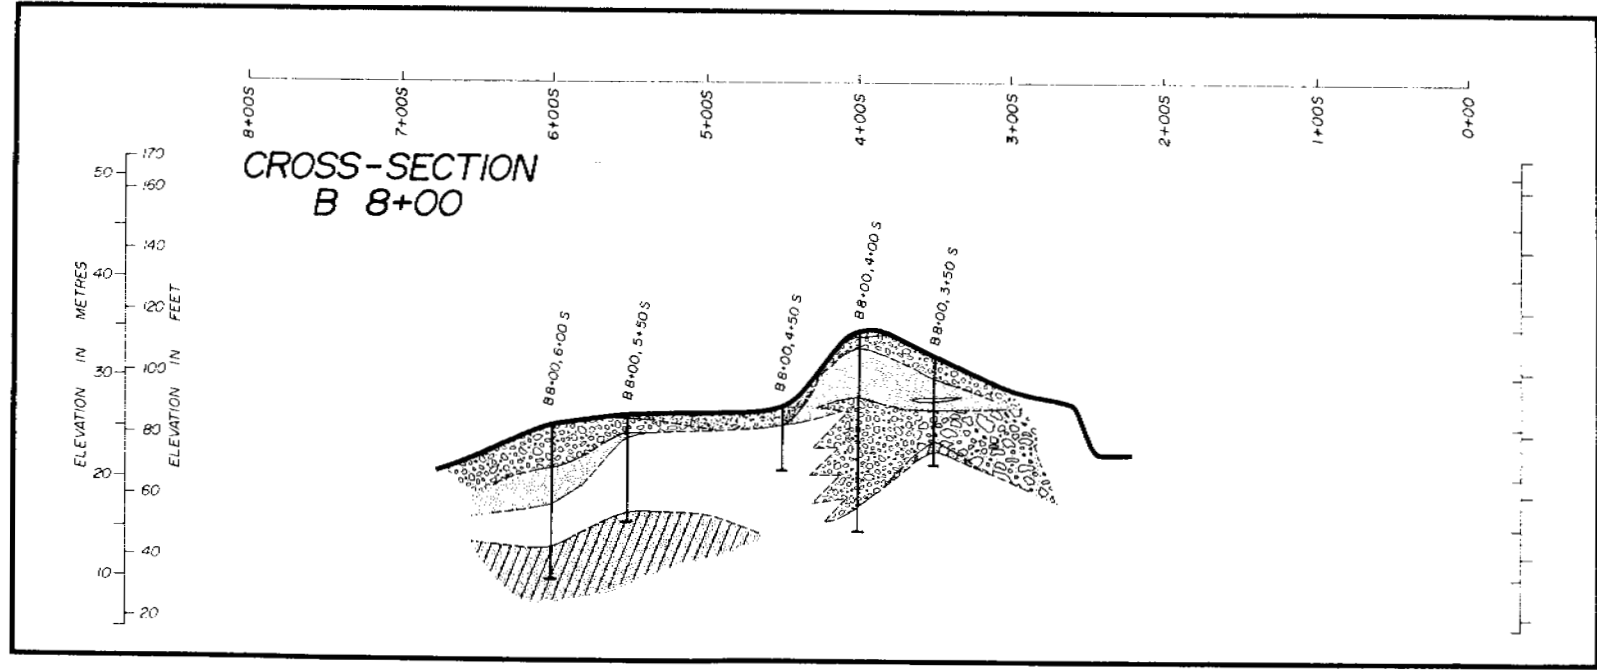 8+00S
7+00S
6+00S
5+00S
4+00S
3+00S
2+00S
1+00S
0+00
CROSS-SECTION
B 8+00
ELEVATION IN METRES
50
40
30
20
10
ELEVATION IN FEET
170
160
140
120
100
80
60
40
20
B8+00, 6+00 S
B8+00, 5+50 S
B8+00, 4+50 S
B8+00, 4+00 S
B8+00, 3+50 S